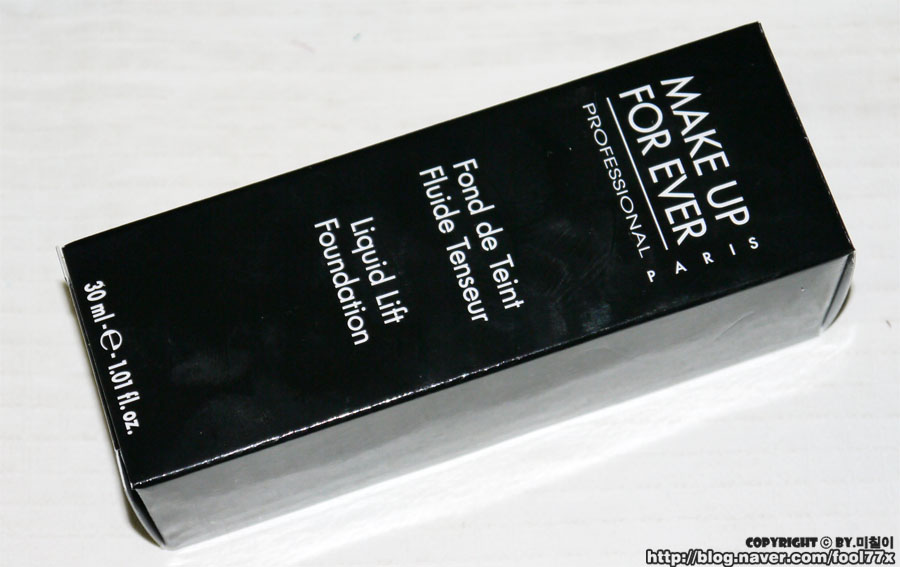 MAKE UP
FOR EVER
PROFESSIONAL
PARIS
Fond de Teint
Fluide Tenseur
Liquid Lift
Foundation
30 ml-℮-1.01 fl. oz.
COPYRIGHT © BY.미칠이
http://blog.naver.com/fool77x